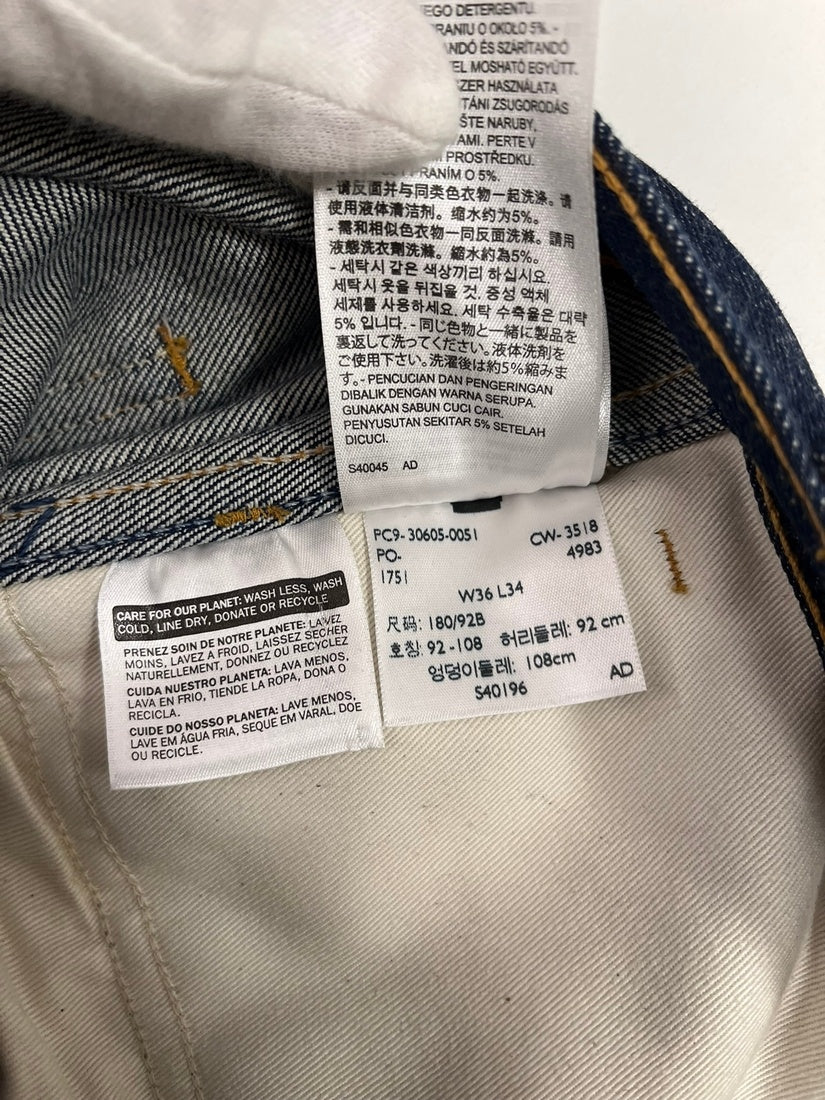 EGO DETERGENTU.
RANIU O OKOŁO 5%. -
ANDÓ ÉS SZÁRÍTANDÓ
EL MOSHATÓ EGYÜTT.
ZER HASZNÁLATA
TÁNI ZSUGORODÁS
ŠTE NARUBY,
AMI. PERTE V
PROSTŘEDKU.
PRANÍM O 5%.
- 请反面并与同类色衣物一起洗涤。请
使用液体清洁剂。缩水约为5%。
- 需和相似色衣物一同反面洗滌。請用
液態洗衣劑洗滌。縮水約為5%。
- 세탁시 같은 색상끼리 하십시요.
세탁시 옷을 뒤집을 것. 중성 액체
세제를 사용하세요. 세탁 수축율은 대략
5% 입니다. - 同じ色物と一緒に製品を
裏返して洗ってください。液体洗剤を
ご使用下さい。洗濯後は約5%縮みま
す。- PENCUCIAN DAN PENGERINGAN
DIBALIK DENGAN WARNA SERUPA.
GUNAKAN SABUN CUCI CAIR.
PENYUSUTAN SEKITAR 5% SETELAH
DICUCI.
S40045 AD
CARE FOR OUR PLANET: WASH LESS, WASH
COLD, LINE DRY, DONATE OR RECYCLE
PRENEZ SOIN DE NOTRE PLANETE: LAVEZ
MOINS, LAVEZ A FROID, LAISSEZ SECHER
NATURELLEMENT, DONNEZ OU RECYCLEZ
CUIDA NUESTRO PLANETA: LAVA MENOS,
LAVA EN FRIO, TIENDE LA ROPA, DONA O
RECICLA.
CUIDE DO NOSSO PLANETA: LAVE MENOS,
LAVE EM ÁGUA FRIA, SEQUE EM VARAL, DOE
OU RECICLE.
PC9-30605-0051 CW-3518
PO- 4983
1751
W36 L34
尺码: 180/92B
호칭: 92-108 허리둘레: 92 cm
엉덩이둘레: 108cm
S40196 AD